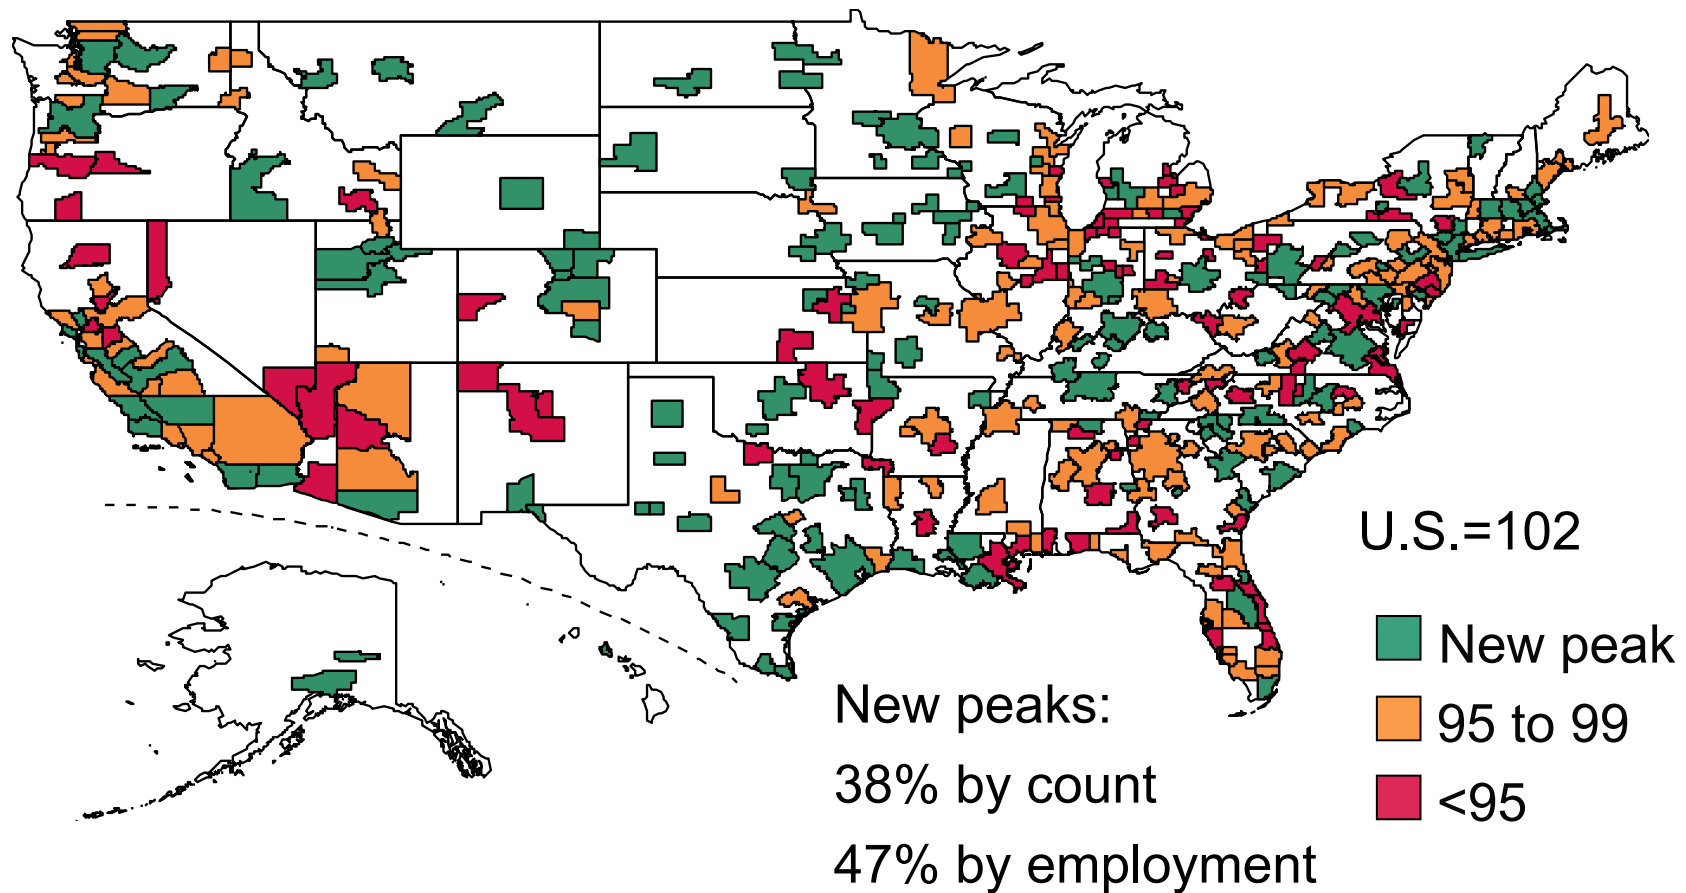 U.S.=102
New peak
95 to 99
<95
New peaks:
38% by count
47% by employment